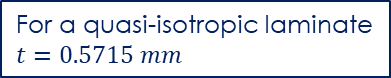 For a quasi-isotropic laminate
t = 0.5715 mm